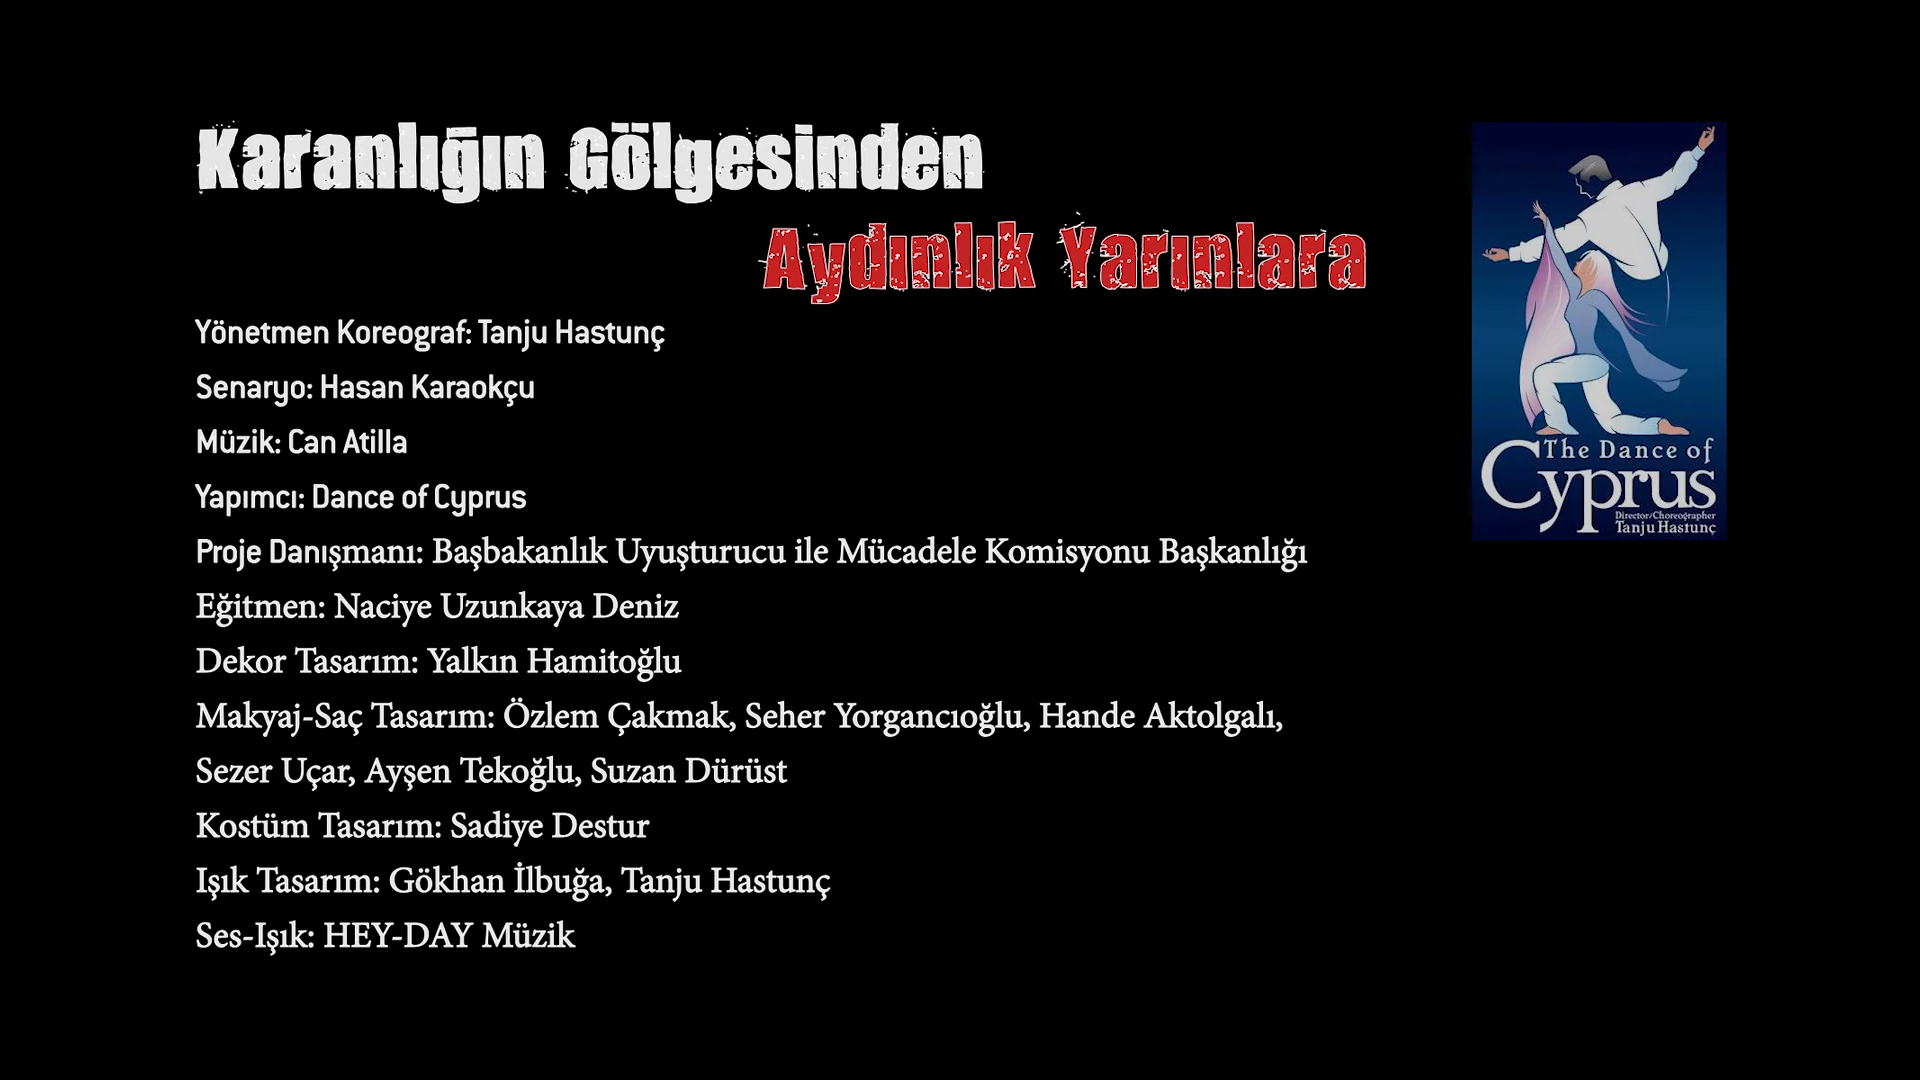 Karanlığın Gölgesinden
Aydınlık Yarınlara
Yönetmen Koreograf: Tanju Hastunç
Senaryo: Hasan Karaokçu
Müzik: Can Atilla
Yapımcı: Dance of Cyprus
Proje Danışmanı: Başbakanlık Uyuşturucu ile Mücadele Komisyonu Başkanlığı
Eğitmen: Naciye Uzunkaya Deniz
Dekor Tasarım: Yalkın Hamitoğlu
Makyaj-Saç Tasarım: Özlem Çakmak, Seher Yorgancıoğlu, Hande Aktolgalı,
Sezer Uçar, Ayşen Tekoğlu, Suzan Dürüst
Kostüm Tasarım: Sadiye Destur
Işık Tasarım: Gökhan İlbuğa, Tanju Hastunç
Ses-Işık: HEY-DAY Müzik
The Dance of
Cyprus
Director/Choreographer
Tanju Hastunç